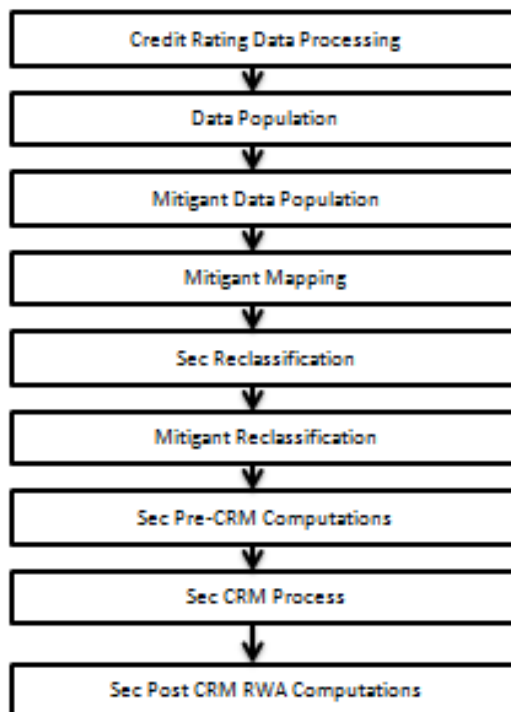 Credit Rating Data Processing
Data Population
Mitigant Data Population
Mitigant Mapping
Sec Reclassification
Mitigant Reclassification
Sec Pre-CRM Computations
Sec CRM Process
Sec Post CRM RWA Computations